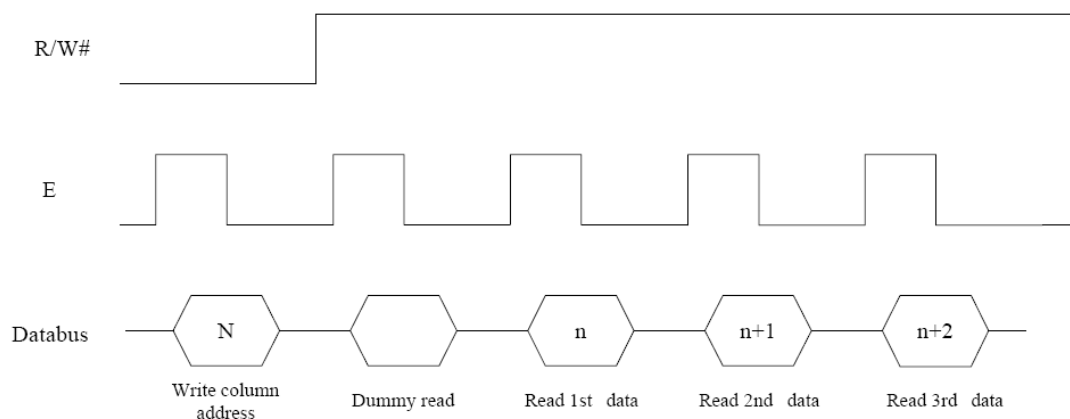 R/W#
E
Databus
N
n
n+1
n+2
Write column
address
Dummy read
Read 1st data
Read 2nd data
Read 3rd data